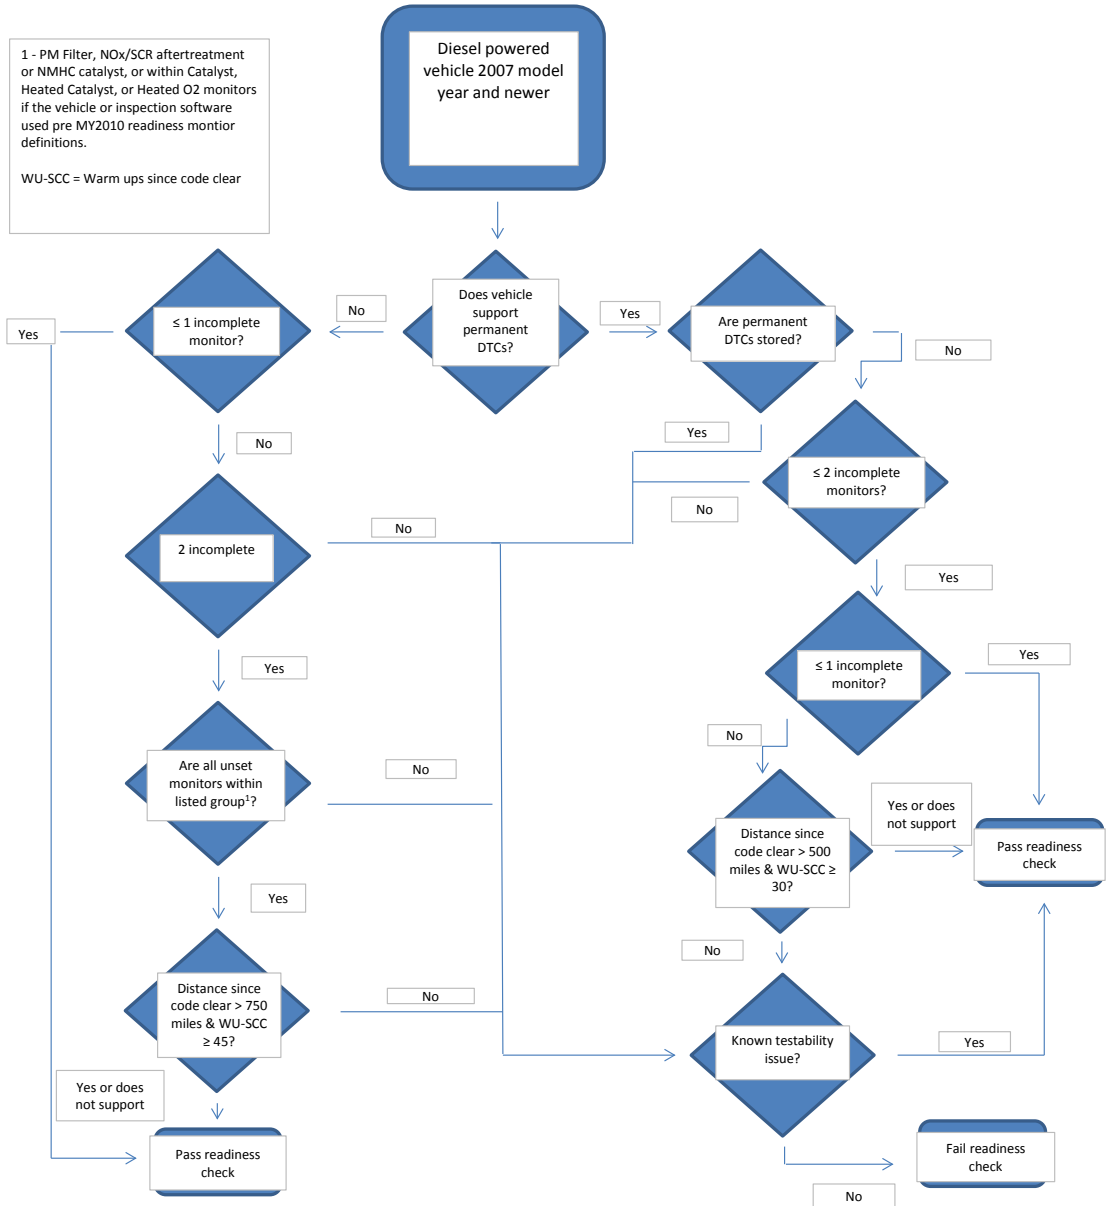 1 - PM Filter, NOx/SCR aftertreatment
or NMHC catalyst, or within Catalyst,
Heated Catalyst, or Heated O2 monitors
if the vehicle or inspection software
used pre MY2010 readiness montior
definitions.
WU-SCC = Warm ups since code clear
Diesel powered
vehicle 2007 model
year and newer
Does vehicle
support
permanent
DTCs?
No
Yes
≤ 1 incomplete
monitor?
Yes
Are permanent
DTCs stored?
No
No
Yes
≤ 2 incomplete
monitors?
No
2 incomplete
No
Yes
Yes
≤ 1 incomplete
monitor?
Yes
No
Are all unset
monitors within
listed group¹?
No
Yes
Distance since
code clear > 500
miles & WU-SCC ≥
30?
Yes or does
not support
Pass readiness
check
No
Distance since
code clear > 750
miles & WU-SCC
≥ 45?
No
Known testability
issue?
Yes
Yes or does
not support
Pass readiness
check
Fail readiness
check
No